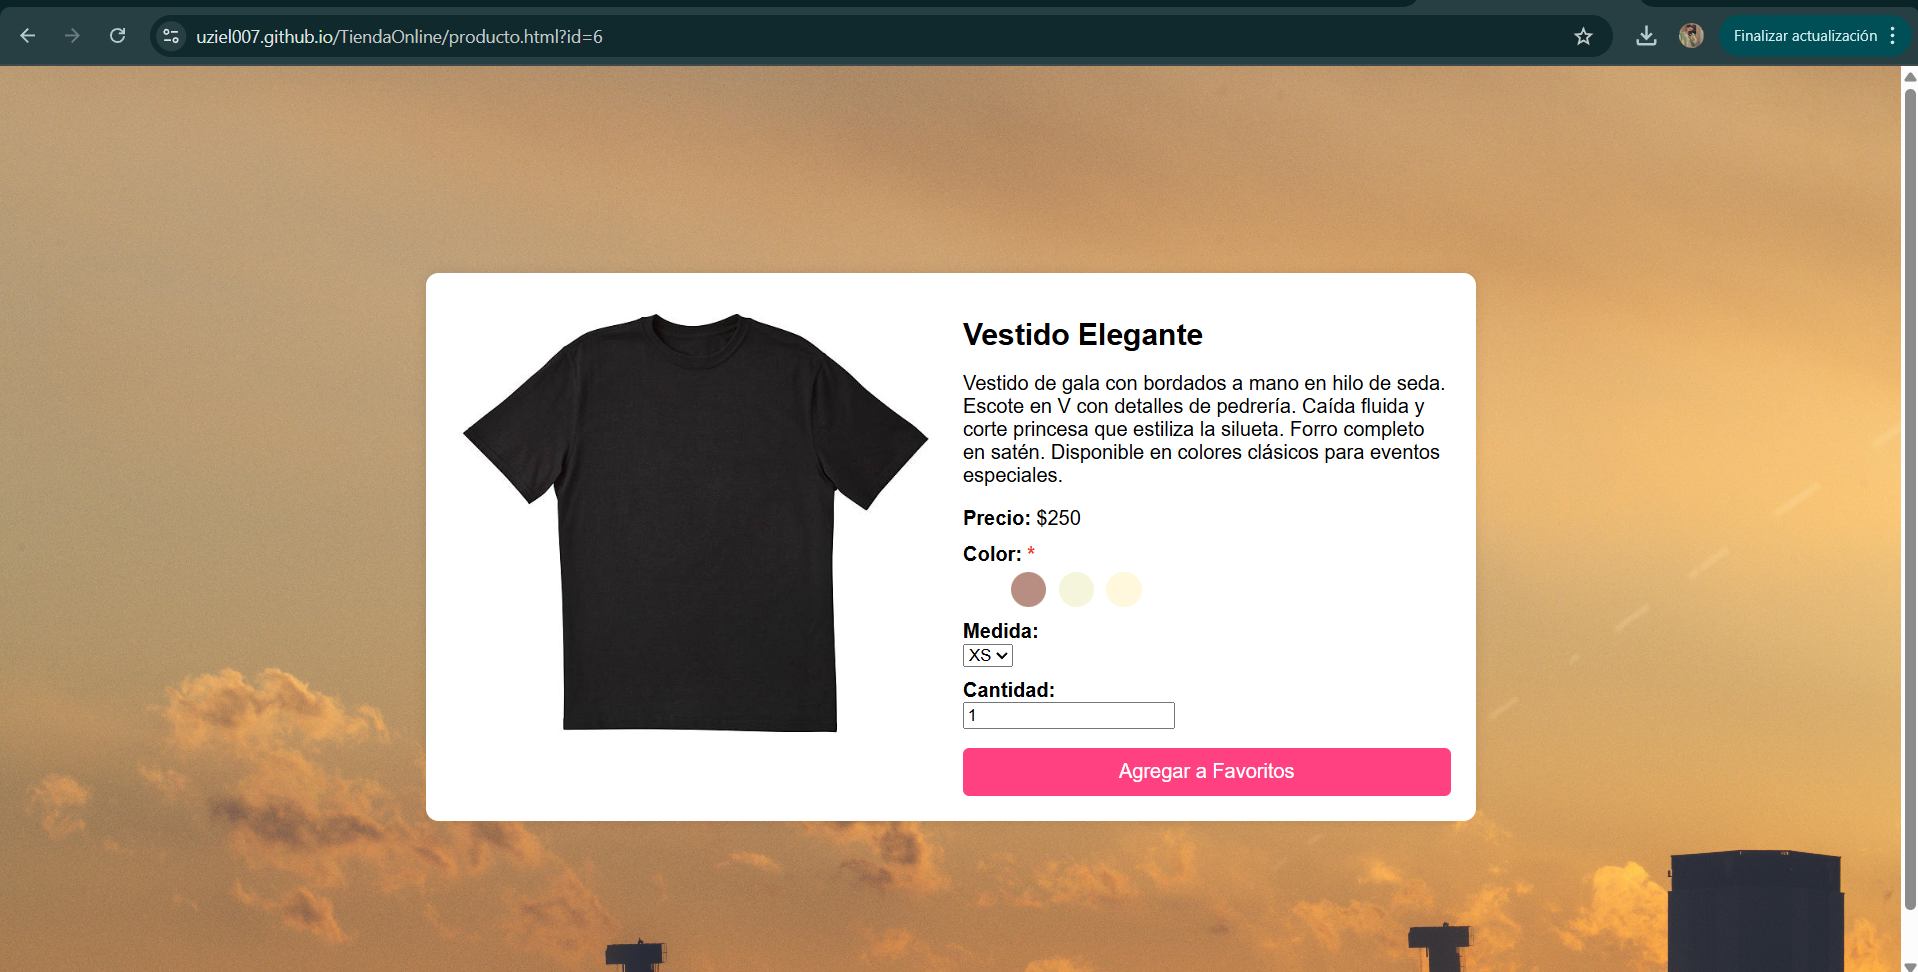 uziel007.github.io/TiendaOnline/producto.html?id=6
Finalizar actualización
Vestido Elegante
Vestido de gala con bordados a mano en hilo de seda.
Escote en V con detalles de pedrería. Caída fluida y
corte princesa que estiliza la silueta. Forro completo
en satén. Disponible en colores clásicos para eventos
especiales.
Precio: $250
Color: *
Medida:
XS
Cantidad:
1
Agregar a Favoritos